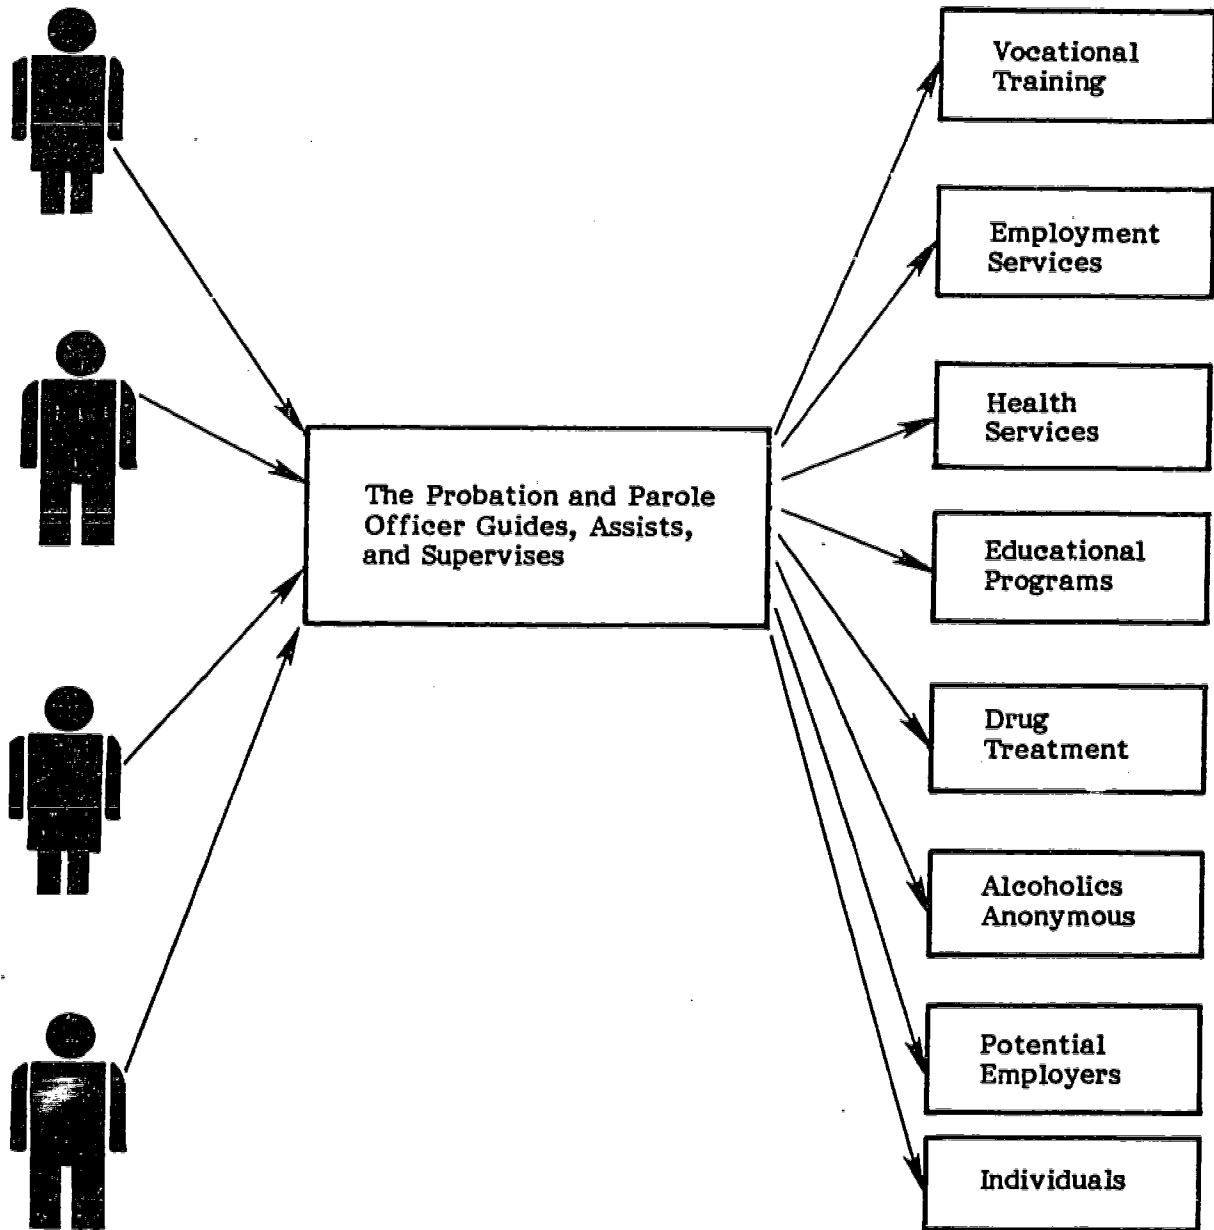 Vocational
Training
Employment
Services
Health
Services
The Probation and Parole
Officer Guides, Assists,
and Supervises
Educational
Programs
Drug
Treatment
Alcoholics
Anonymous
Potential
Employers
Individuals